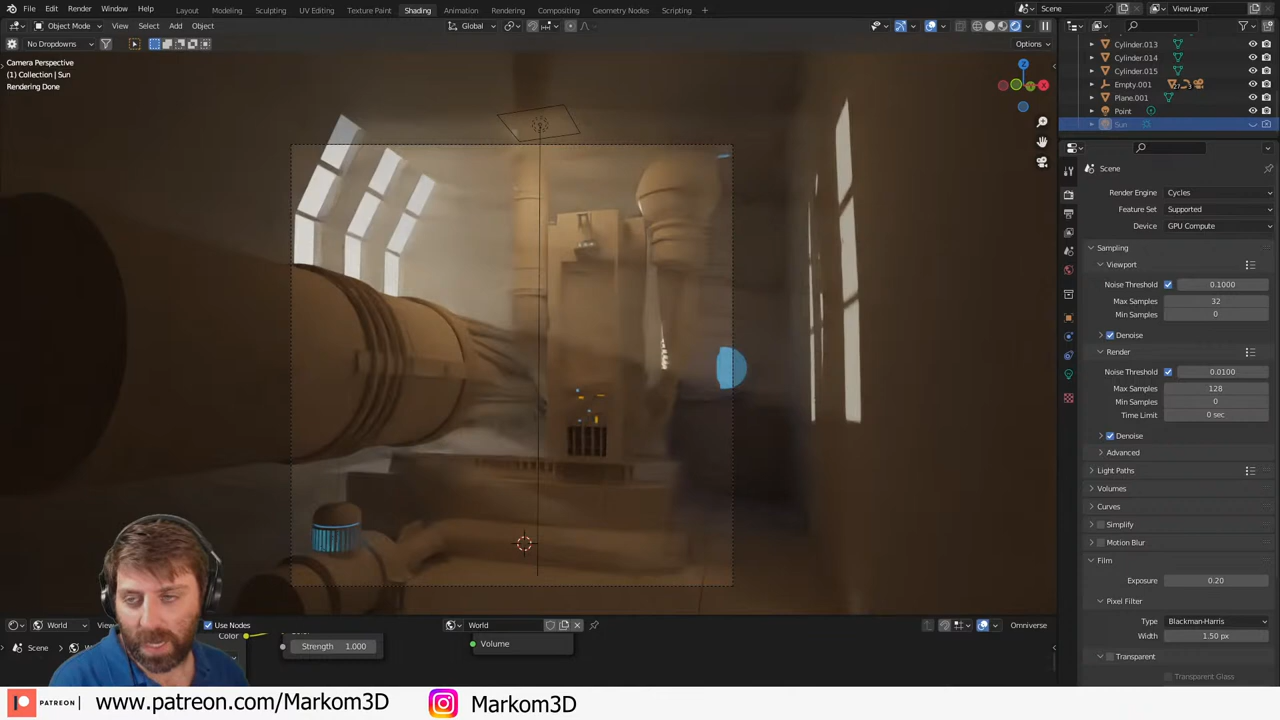 File Edit Render Window Help Layout Modeling Sculpting UV Editing Texture Paint Shading Animation Rendering Compositing Geometry Nodes Scripting Scene ViewLayer
Object Mode View Select Add Object Global
No Dropdowns Options
Camera Perspective
(1) Collection | Sun
Rendering Done
Z
X
Cylinder.013
Cylinder.014
Cylinder.015
Empty.001
Plane.001
Point
Sun
Scene
Render Engine Cycles
Feature Set Supported
Device GPU Compute
Sampling
Viewport
Noise Threshold 0.1000
Max Samples 32
Min Samples 0
Denoise
Render
Noise Threshold 0.0100
Max Samples 128
Min Samples 0
Time Limit 0 sec
Denoise
Advanced
Light Paths
Volumes
Curves
Simplify
Motion Blur
Film
Exposure 0.20
Pixel Filter
Type Blackman-Harris
Width 1.50 px
Transparent
Transparent Glass
World Use Nodes World Omniverse
Scene
Color
Strength 1.000
Volume
PATREON www.patreon.com/Markom3D Markom3D